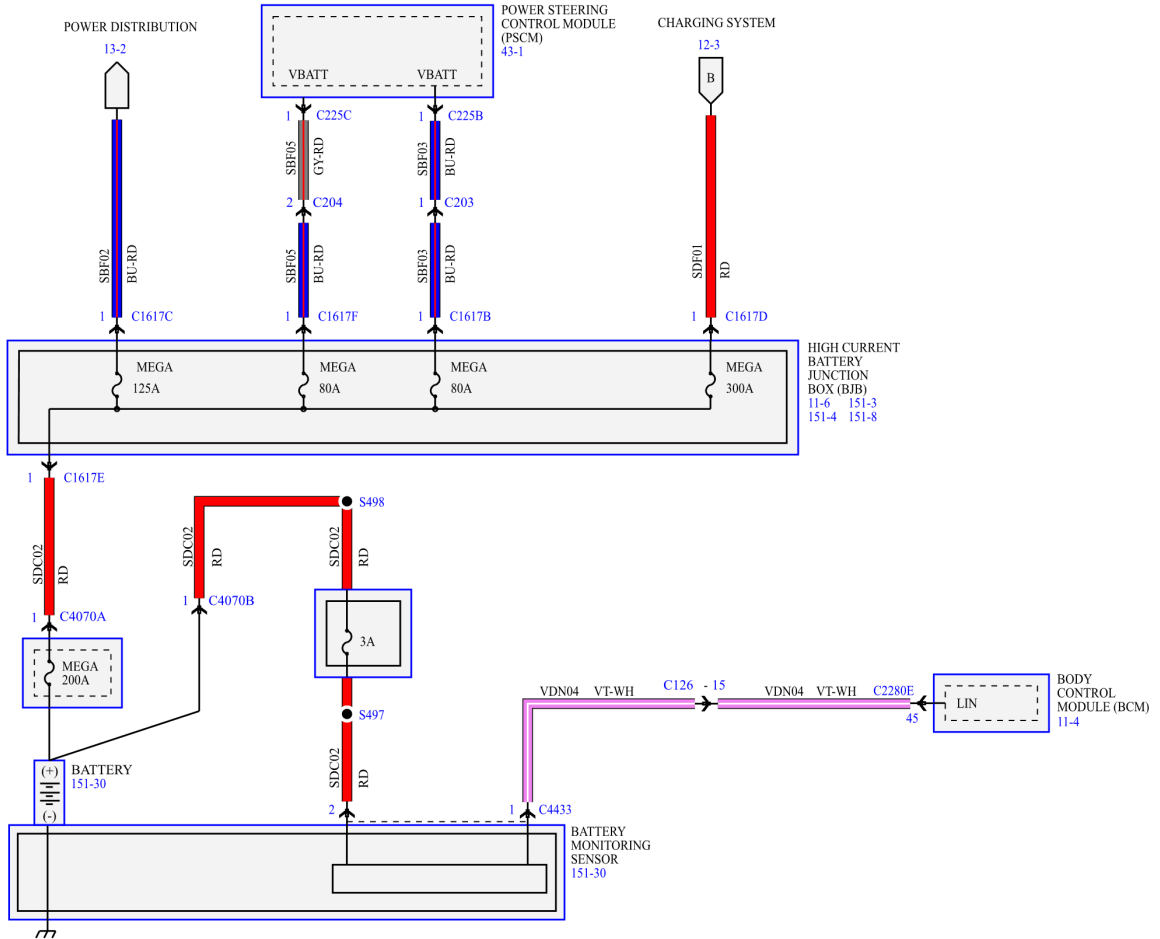 POWER DISTRIBUTION
13-2
POWER STEERING
CONTROL MODULE
(PSCM)
43-1
CHARGING SYSTEM
12-3
VBATT
VBATT
B
1 C225C
1 C225B
SBF05
GY-RD
SBF03
BU-RD
2 C204
1 C203
SBF02
BU-RD
SBF05
BU-RD
SBF03
BU-RD
SDF01
RD
1 C1617C
1 C1617F
1 C1617B
1 C1617D
MEGA
125A
MEGA
80A
MEGA
80A
MEGA
300A
HIGH CURRENT
BATTERY
JUNCTION
BOX (BJB)
11-6 151-3
151-4 151-8
1 C1617E
S498
SDC02
RD
SDC02
RD
SDC02
RD
1 C4070A
1 C4070B
MEGA
200A
3A
S497
SDC02
RD
VDN04 VT-WH
C126 - 15
VDN04 VT-WH
C2280E
45
LIN
BODY
CONTROL
MODULE (BCM)
11-4
(+)
(-)
BATTERY
151-30
2
1 C4433
BATTERY
MONITORING
SENSOR
151-30